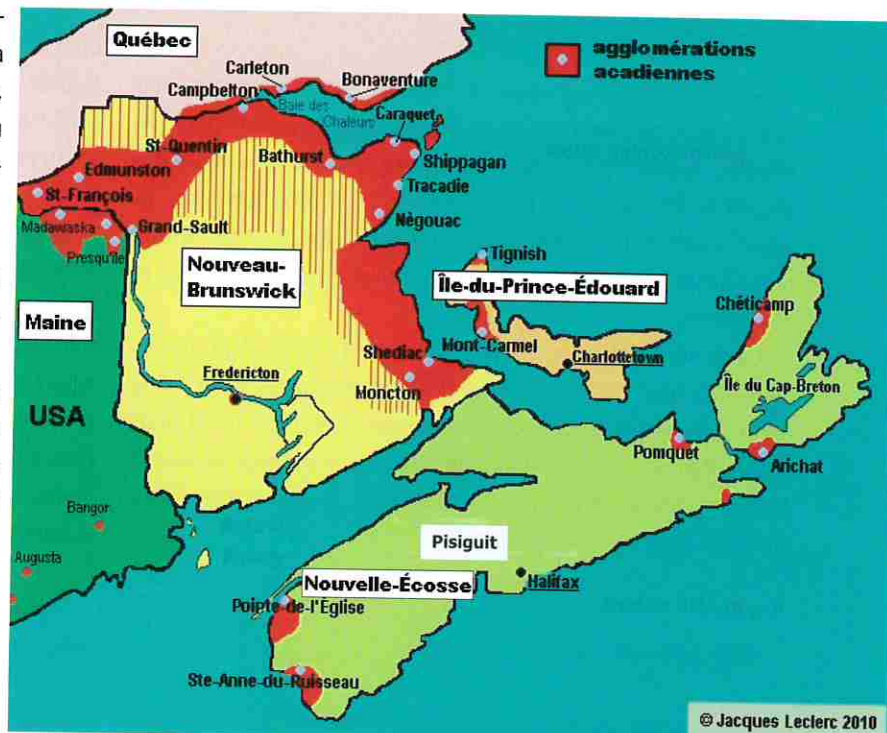 Québec
agglomérations
acadiennes
Carleton
Bonaventure
Campbelton
Baie des
Chaleurs
Caraquet
St-Quentin
Bathurst
Shippagan
Edmunston
Tracadie
St-François
Nègouac
Madawaska
Grand-Sault
Presqu'île
Tignish
Nouveau-
Brunswick
Île-du-Prince-Édouard
Chéticamp
Maine
Mont-Carmel
Charlottetown
Shediac
Île du Cap-Breton
Fredericton
Moncton
USA
Pomquet
Arichat
Bangor
Pisiguit
Augusta
Halifax
Nouvelle-Écosse
Poipte-de-l'Église
Ste-Anne-du-Ruisseau
© Jacques Leclerc 2010